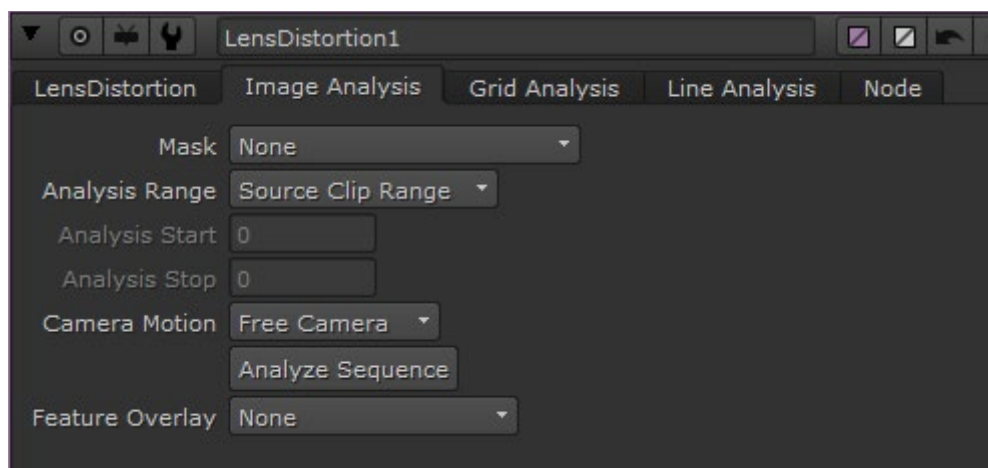 LensDistortion1
LensDistortion Image Analysis Grid Analysis Line Analysis Node
Mask None
Analysis Range Source Clip Range
Analysis Start 0
Analysis Stop 0
Camera Motion Free Camera
Analyze Sequence
Feature Overlay None